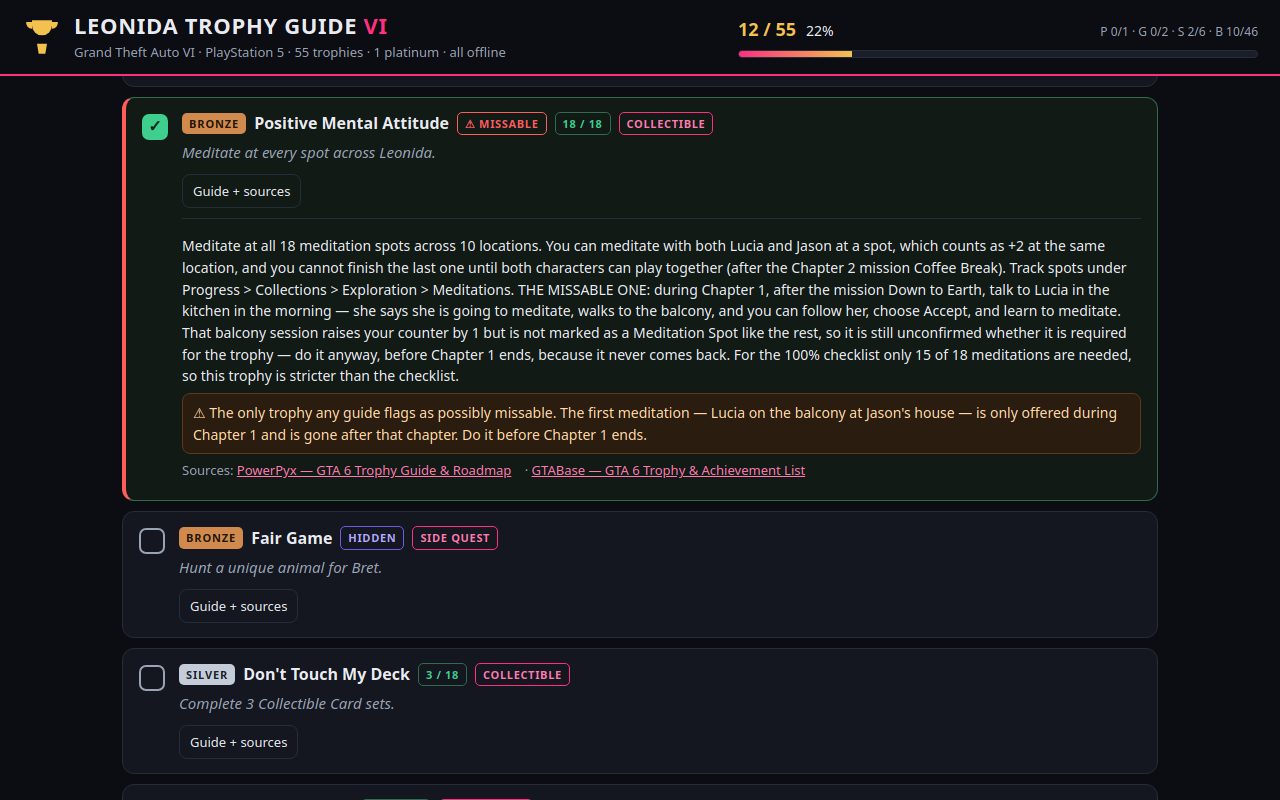 LEONIDA TROPHY GUIDE VI
Grand Theft Auto VI · PlayStation 5 · 55 trophies · 1 platinum · all offline
12 / 55 22%
P 0/1 · G 0/2 · S 2/6 · B 10/46
✓ BRONZE Positive Mental Attitude ⚠ MISSABLE 18 / 18 COLLECTIBLE
Meditate at every spot across Leonida.
Guide + sources
Meditate at all 18 meditation spots across 10 locations. You can meditate with both Lucia and Jason at a spot, which counts as +2 at the same
location, and you cannot finish the last one until both characters can play together (after the Chapter 2 mission Coffee Break). Track spots under
Progress > Collections > Exploration > Meditations. THE MISSABLE ONE: during Chapter 1, after the mission Down to Earth, talk to Lucia in the
kitchen in the morning — she says she is going to meditate, walks to the balcony, and you can follow her, choose Accept, and learn to meditate.
That balcony session raises your counter by 1 but is not marked as a Meditation Spot like the rest, so it is still unconfirmed whether it is required
for the trophy — do it anyway, before Chapter 1 ends, because it never comes back. For the 100% checklist only 15 of 18 meditations are needed,
so this trophy is stricter than the checklist.
⚠ The only trophy any guide flags as possibly missable. The first meditation — Lucia on the balcony at Jason's house — is only offered during
Chapter 1 and is gone after that chapter. Do it before Chapter 1 ends.
Sources: PowerPyx — GTA 6 Trophy Guide & Roadmap · GTABase — GTA 6 Trophy & Achievement List
BRONZE Fair Game HIDDEN SIDE QUEST
Hunt a unique animal for Bret.
Guide + sources
SILVER Don't Touch My Deck 3 / 18 COLLECTIBLE
Complete 3 Collectible Card sets.
Guide + sources